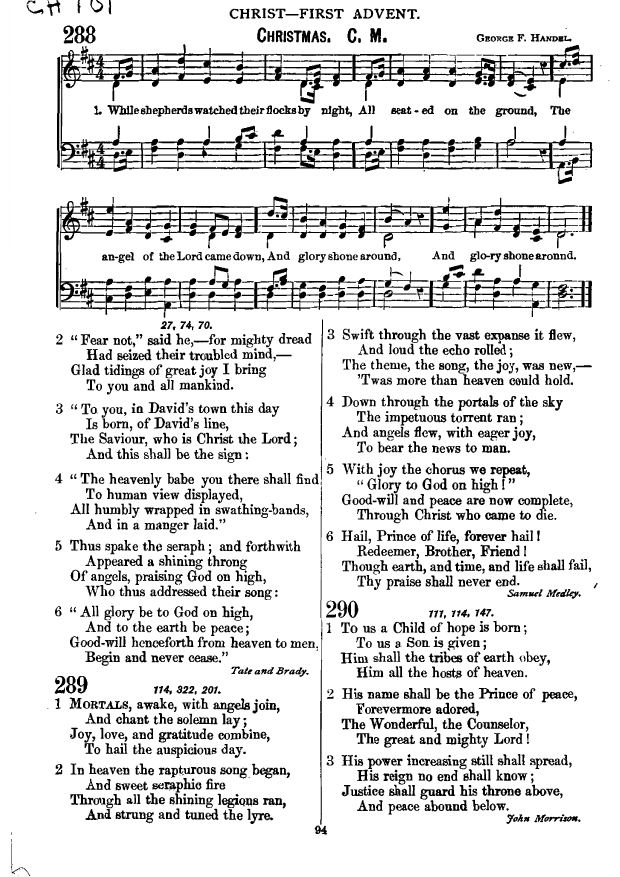 CH 101
CHRIST—FIRST ADVENT.
288
CHRISTMAS. C. M.
GEORGE F. HANDEL.
1. While shepherds watched their flocks by night, All seat - ed on the ground, The
an-gel of the Lord came down, And glory shone around, And glo-ry shone around.
27, 74, 70.
2 "Fear not," said he,—for mighty dread
Had seized their troubled mind,—
Glad tidings of great joy I bring
To you and all mankind.
3 "To you, in David's town this day
Is born, of David's line,
The Saviour, who is Christ the Lord;
And this shall be the sign:
4 "The heavenly babe you there shall find
To human view displayed,
All humbly wrapped in swathing-bands,
And in a manger laid."
5 Thus spake the seraph; and forthwith
Appeared a shining throng
Of angels, praising God on high,
Who thus addressed their song:
6 "All glory be to God on high,
And to the earth be peace;
Good-will henceforth from heaven to men,
Begin and never cease."
Tate and Brady.
289
114, 322, 201.
1 MORTALS, awake, with angels join,
And chant the solemn lay;
Joy, love, and gratitude combine,
To hail the auspicious day.
2 In heaven the rapturous song began,
And sweet seraphic fire
Through all the shining legions ran,
And strung and tuned the lyre.
3 Swift through the vast expanse it flew,
And loud the echo rolled;
The theme, the song, the joy, was new,—
'Twas more than heaven could hold.
4 Down through the portals of the sky
The impetuous torrent ran;
And angels flew, with eager joy,
To bear the news to man.
5 With joy the chorus we repeat,
"Glory to God on high!"
Good-will and peace are now complete,
Through Christ who came to die.
6 Hail, Prince of life, forever hail!
Redeemer, Brother, Friend!
Though earth, and time, and life shall fail,
Thy praise shall never end.
Samuel Medley.
290
111, 114, 147.
1 To us a Child of hope is born;
To us a Son is given;
Him shall the tribes of earth obey,
Him all the hosts of heaven.
2 His name shall be the Prince of peace,
Forevermore adored,
The Wonderful, the Counselor,
The great and mighty Lord!
3 His power increasing still shall spread,
His reign no end shall know;
Justice shall guard his throne above,
And peace abound below.
John Morrison.
94